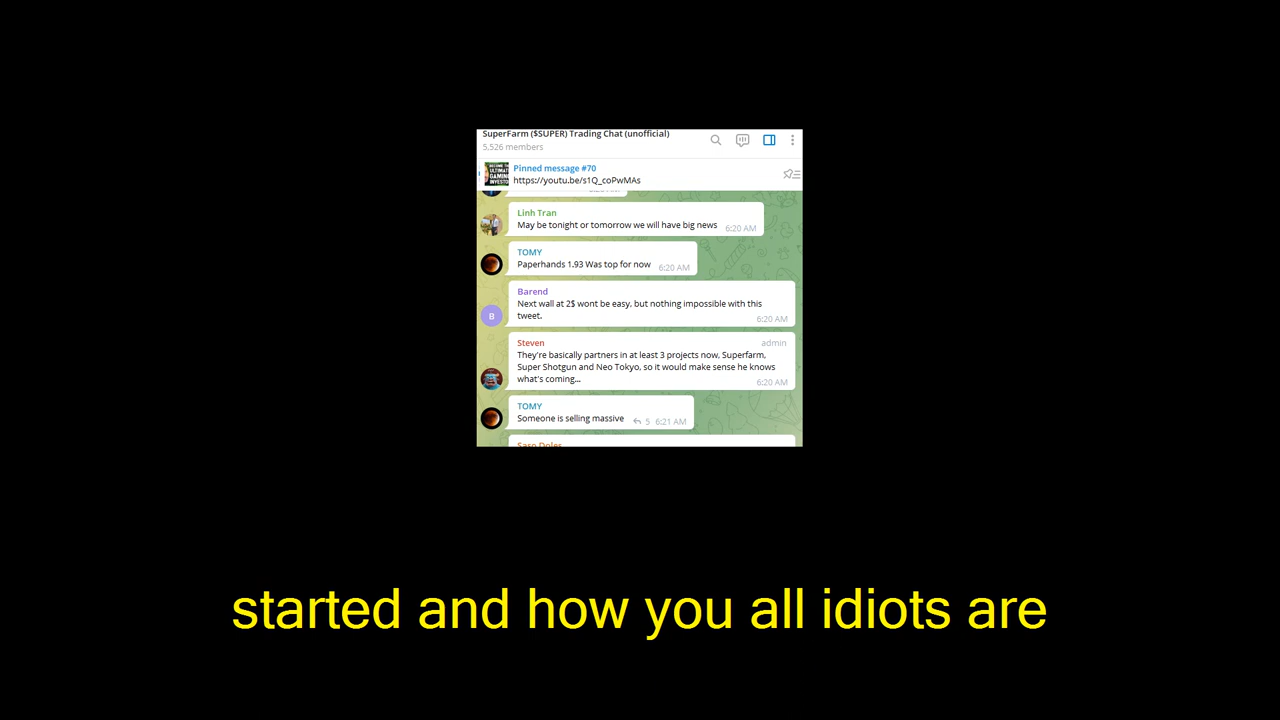 SuperFarm ($SUPER) Trading Chat (unofficial)
5,526 members
Pinned message #70
https://youtu.be/s1Q_coPwMAs
Linh Tran
May be tonight or tomorrow we will have big news 6:20 AM
TOMY
Paperhands 1.93 Was top for now 6:20 AM
Barend
Next wall at 2$ wont be easy, but nothing impossible with this
tweet.
B
6:20 AM
Steven admin
They're basically partners in at least 3 projects now, Superfarm,
Super Shotgun and Neo Tokyo, so it would make sense he knows
what's coming...
6:20 AM
TOMY
Someone is selling massive 5 6:21 AM
Saso Doles
started and how you all idiots are